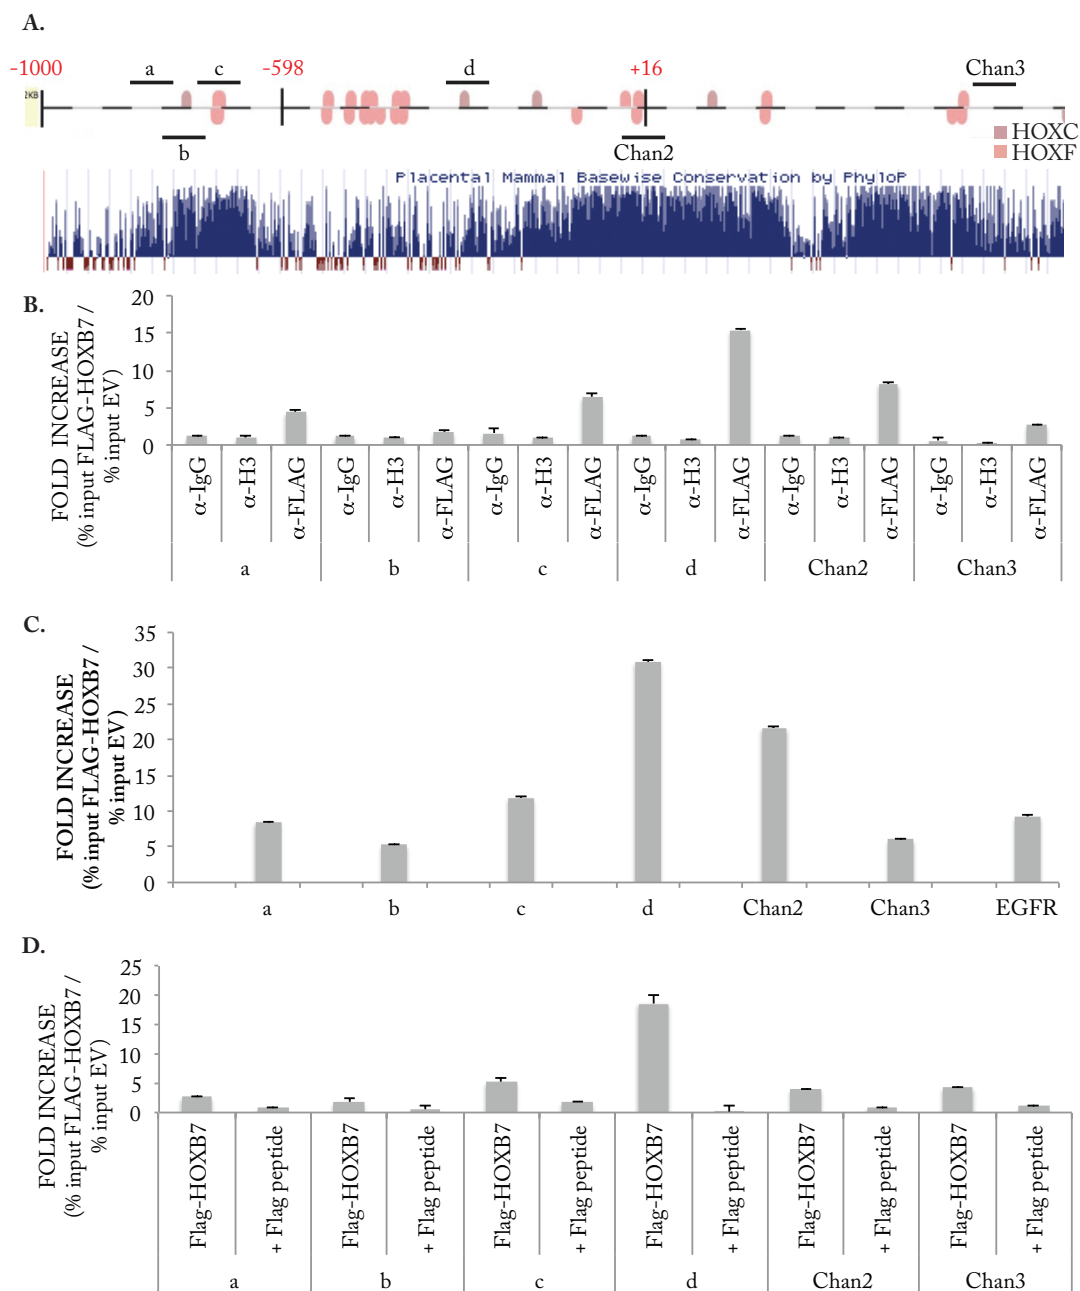 A.
-1000
a
c
-598
d
+16
Chan3
2KB
b
Chan2
HOXC
HOXF
Placental Mammal Basewise Conservation by PhyloP
B.
FOLD INCREASE
(% input FLAG-HOXB7 /
% input EV)
20
15
10
5
0
α-IgG
α-H3
α-FLAG
α-IgG
α-H3
α-FLAG
α-IgG
α-H3
α-FLAG
α-IgG
α-H3
α-FLAG
α-IgG
α-H3
α-FLAG
α-IgG
α-H3
α-FLAG
a
b
c
d
Chan2
Chan3
C.
FOLD INCREASE
(% input FLAG-HOXB7 /
% input EV)
35
30
25
20
15
10
5
0
a
b
c
d
Chan2
Chan3
EGFR
D.
FOLD INCREASE
(% input FLAG-HOXB7 /
% input EV)
25
20
15
10
5
0
Flag-HOXB7
+ Flag peptide
Flag-HOXB7
+ Flag peptide
Flag-HOXB7
+ Flag peptide
Flag-HOXB7
+ Flag peptide
Flag-HOXB7
+ Flag peptide
Flag-HOXB7
+ Flag peptide
a
b
c
d
Chan2
Chan3